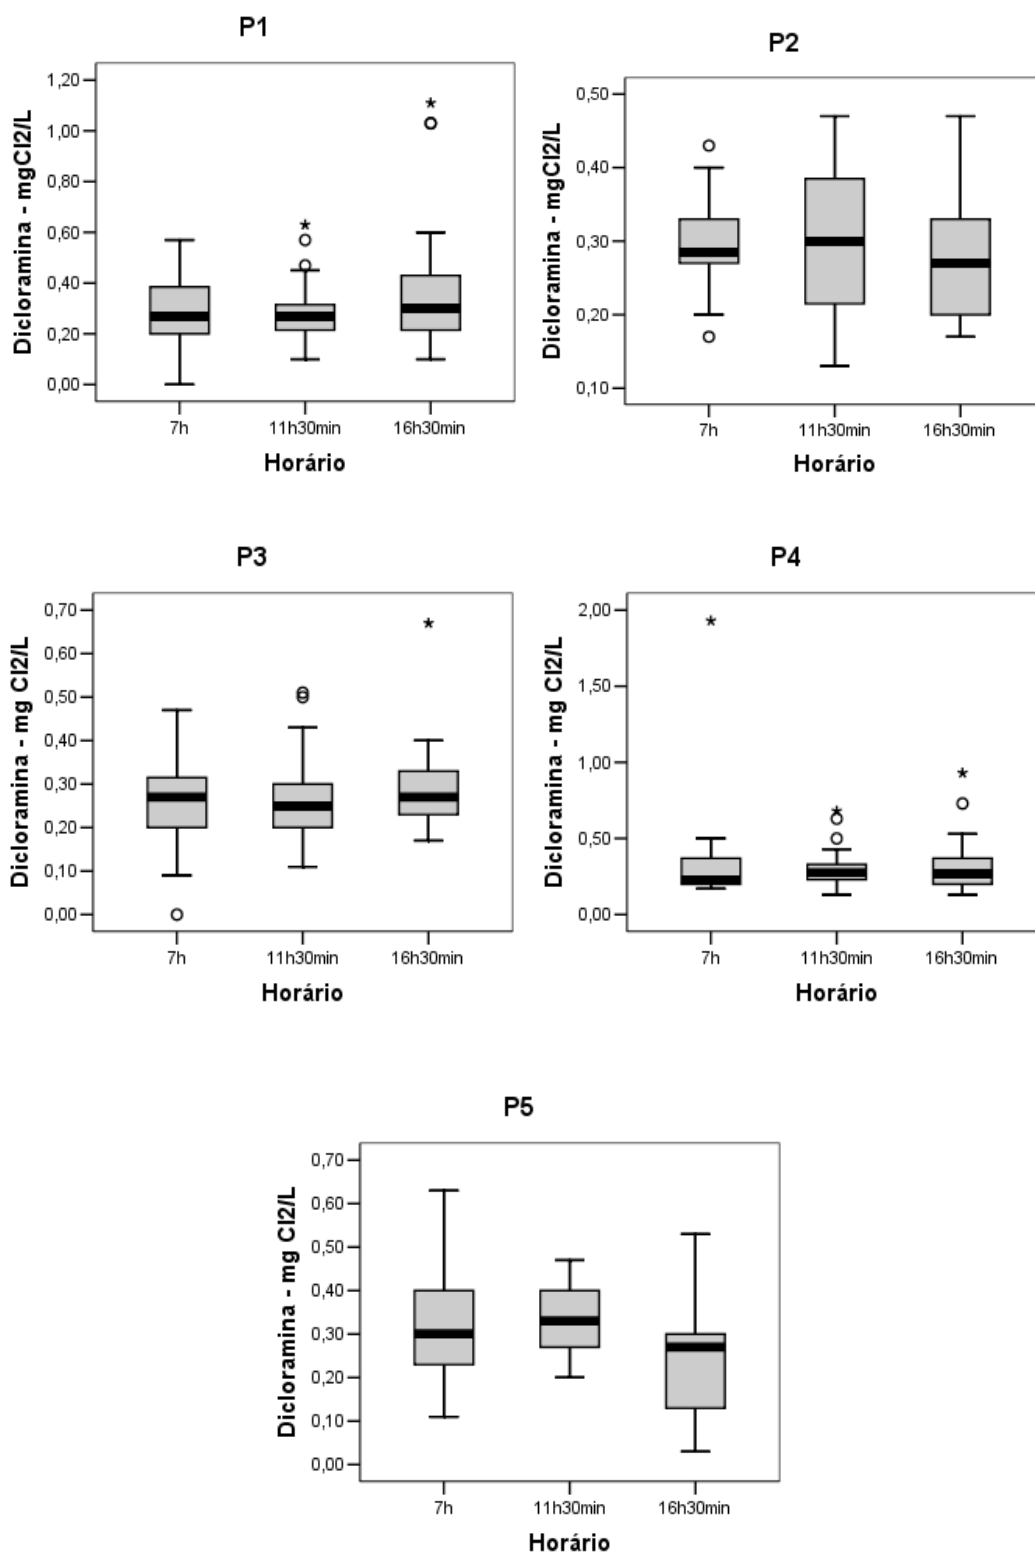 P1
Dicloramina - mgCl2/L
1,20
1,00
0,80
0,60
0,40
0,20
0,00
7h 11h30min 16h30min
Horário
P2
Dicloramina - mgCl2/L
0,50
0,40
0,30
0,20
0,10
7h 11h30min 16h30min
Horário
P3
Dicloramina - mg Cl2/L
0,70
0,60
0,50
0,40
0,30
0,20
0,10
0,00
7h 11h30min 16h30min
Horário
P4
Dicloramina - mg Cl2/L
2,00
1,50
1,00
0,50
0,00
7h 11h30min 16h30min
Horário
P5
Dicloramina - mg Cl2/L
0,70
0,60
0,50
0,40
0,30
0,20
0,10
0,00
7h 11h30min 16h30min
Horário